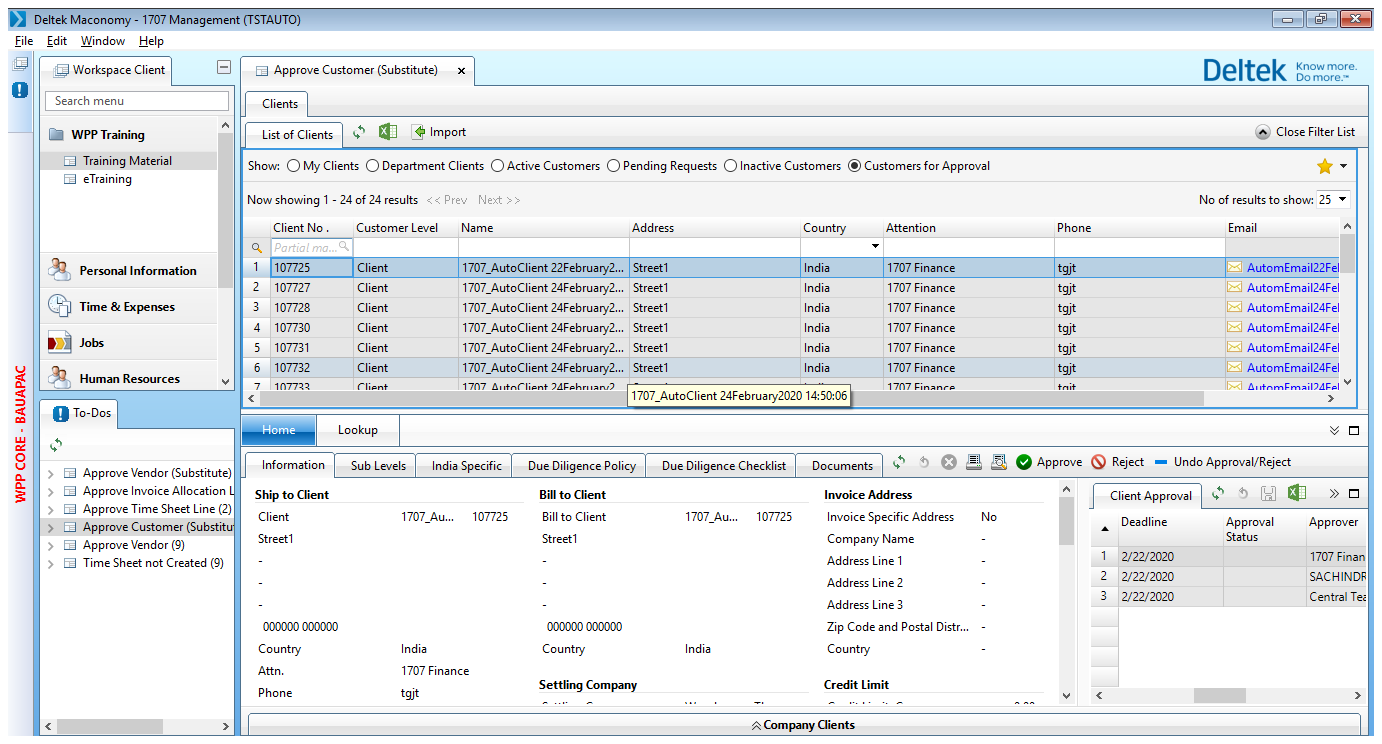 Deltek Maconomy - 1707 Management (TSTAUTO)
File Edit Window Help
Workspace Client
Search menu
WPP Training
Training Material
eTraining
Personal Information
Time & Expenses
Jobs
Human Resources
WPP CORE - BAUAPAC
To-Dos
Approve Vendor (Substitute)
Approve Invoice Allocation L
Approve Time Sheet Line (2)
Approve Customer (Substitu
Approve Vendor (9)
Time Sheet not Created (9)
Approve Customer (Substitute) x
Deltek Know more. Do more.™
Clients
List of Clients Import Close Filter List
Show: My Clients Department Clients Active Customers Pending Requests Inactive Customers Customers for Approval
Now showing 1 - 24 of 24 results << Prev Next >> No of results to show: 25
Client No . Customer Level Name Address Country Attention Phone Email
Partial ma...
1 107725 Client 1707_AutoClient 22February2... Street1 India 1707 Finance tgjt AutomEmail22Fel
2 107727 Client 1707_AutoClient 24February2... Street1 India 1707 Finance tgjt AutomEmail24Fel
3 107728 Client 1707_AutoClient 24February2... Street1 India 1707 Finance tgjt AutomEmail24Fel
4 107730 Client 1707_AutoClient 24February2... Street1 India 1707 Finance tgjt AutomEmail24Fel
5 107731 Client 1707_AutoClient 24February2... Street1 India 1707 Finance tgjt AutomEmail24Fel
6 107732 Client 1707_AutoClient 24February2... Street1 India 1707 Finance tgjt AutomEmail24Fel
7 107733 Client 1707_AutoClient 24February2... India 1707 Finance tgjt AutomEmail24Fel
1707_AutoClient 24February2020 14:50:06
Home Lookup
Information Sub Levels India Specific Due Diligence Policy Due Diligence Checklist Documents Approve Reject Undo Approval/Reject
Ship to Client Bill to Client Invoice Address
Client 1707_Au... 107725 Bill to Client 1707_Au... 107725 Invoice Specific Address No
Street1 Street1 Company Name -
- - Address Line 1 -
- - Address Line 2 -
- - Address Line 3 -
000000 000000 000000 000000 Zip Code and Postal Distr... -
Country India Country India Country -
Attn. 1707 Finance
Settling Company Credit Limit
Phone tgjt
Client Approval
Deadline Approval Status Approver
1 2/22/2020 1707 Finan
2 2/22/2020 SACHINDR
3 2/22/2020 Central Tea
Company Clients